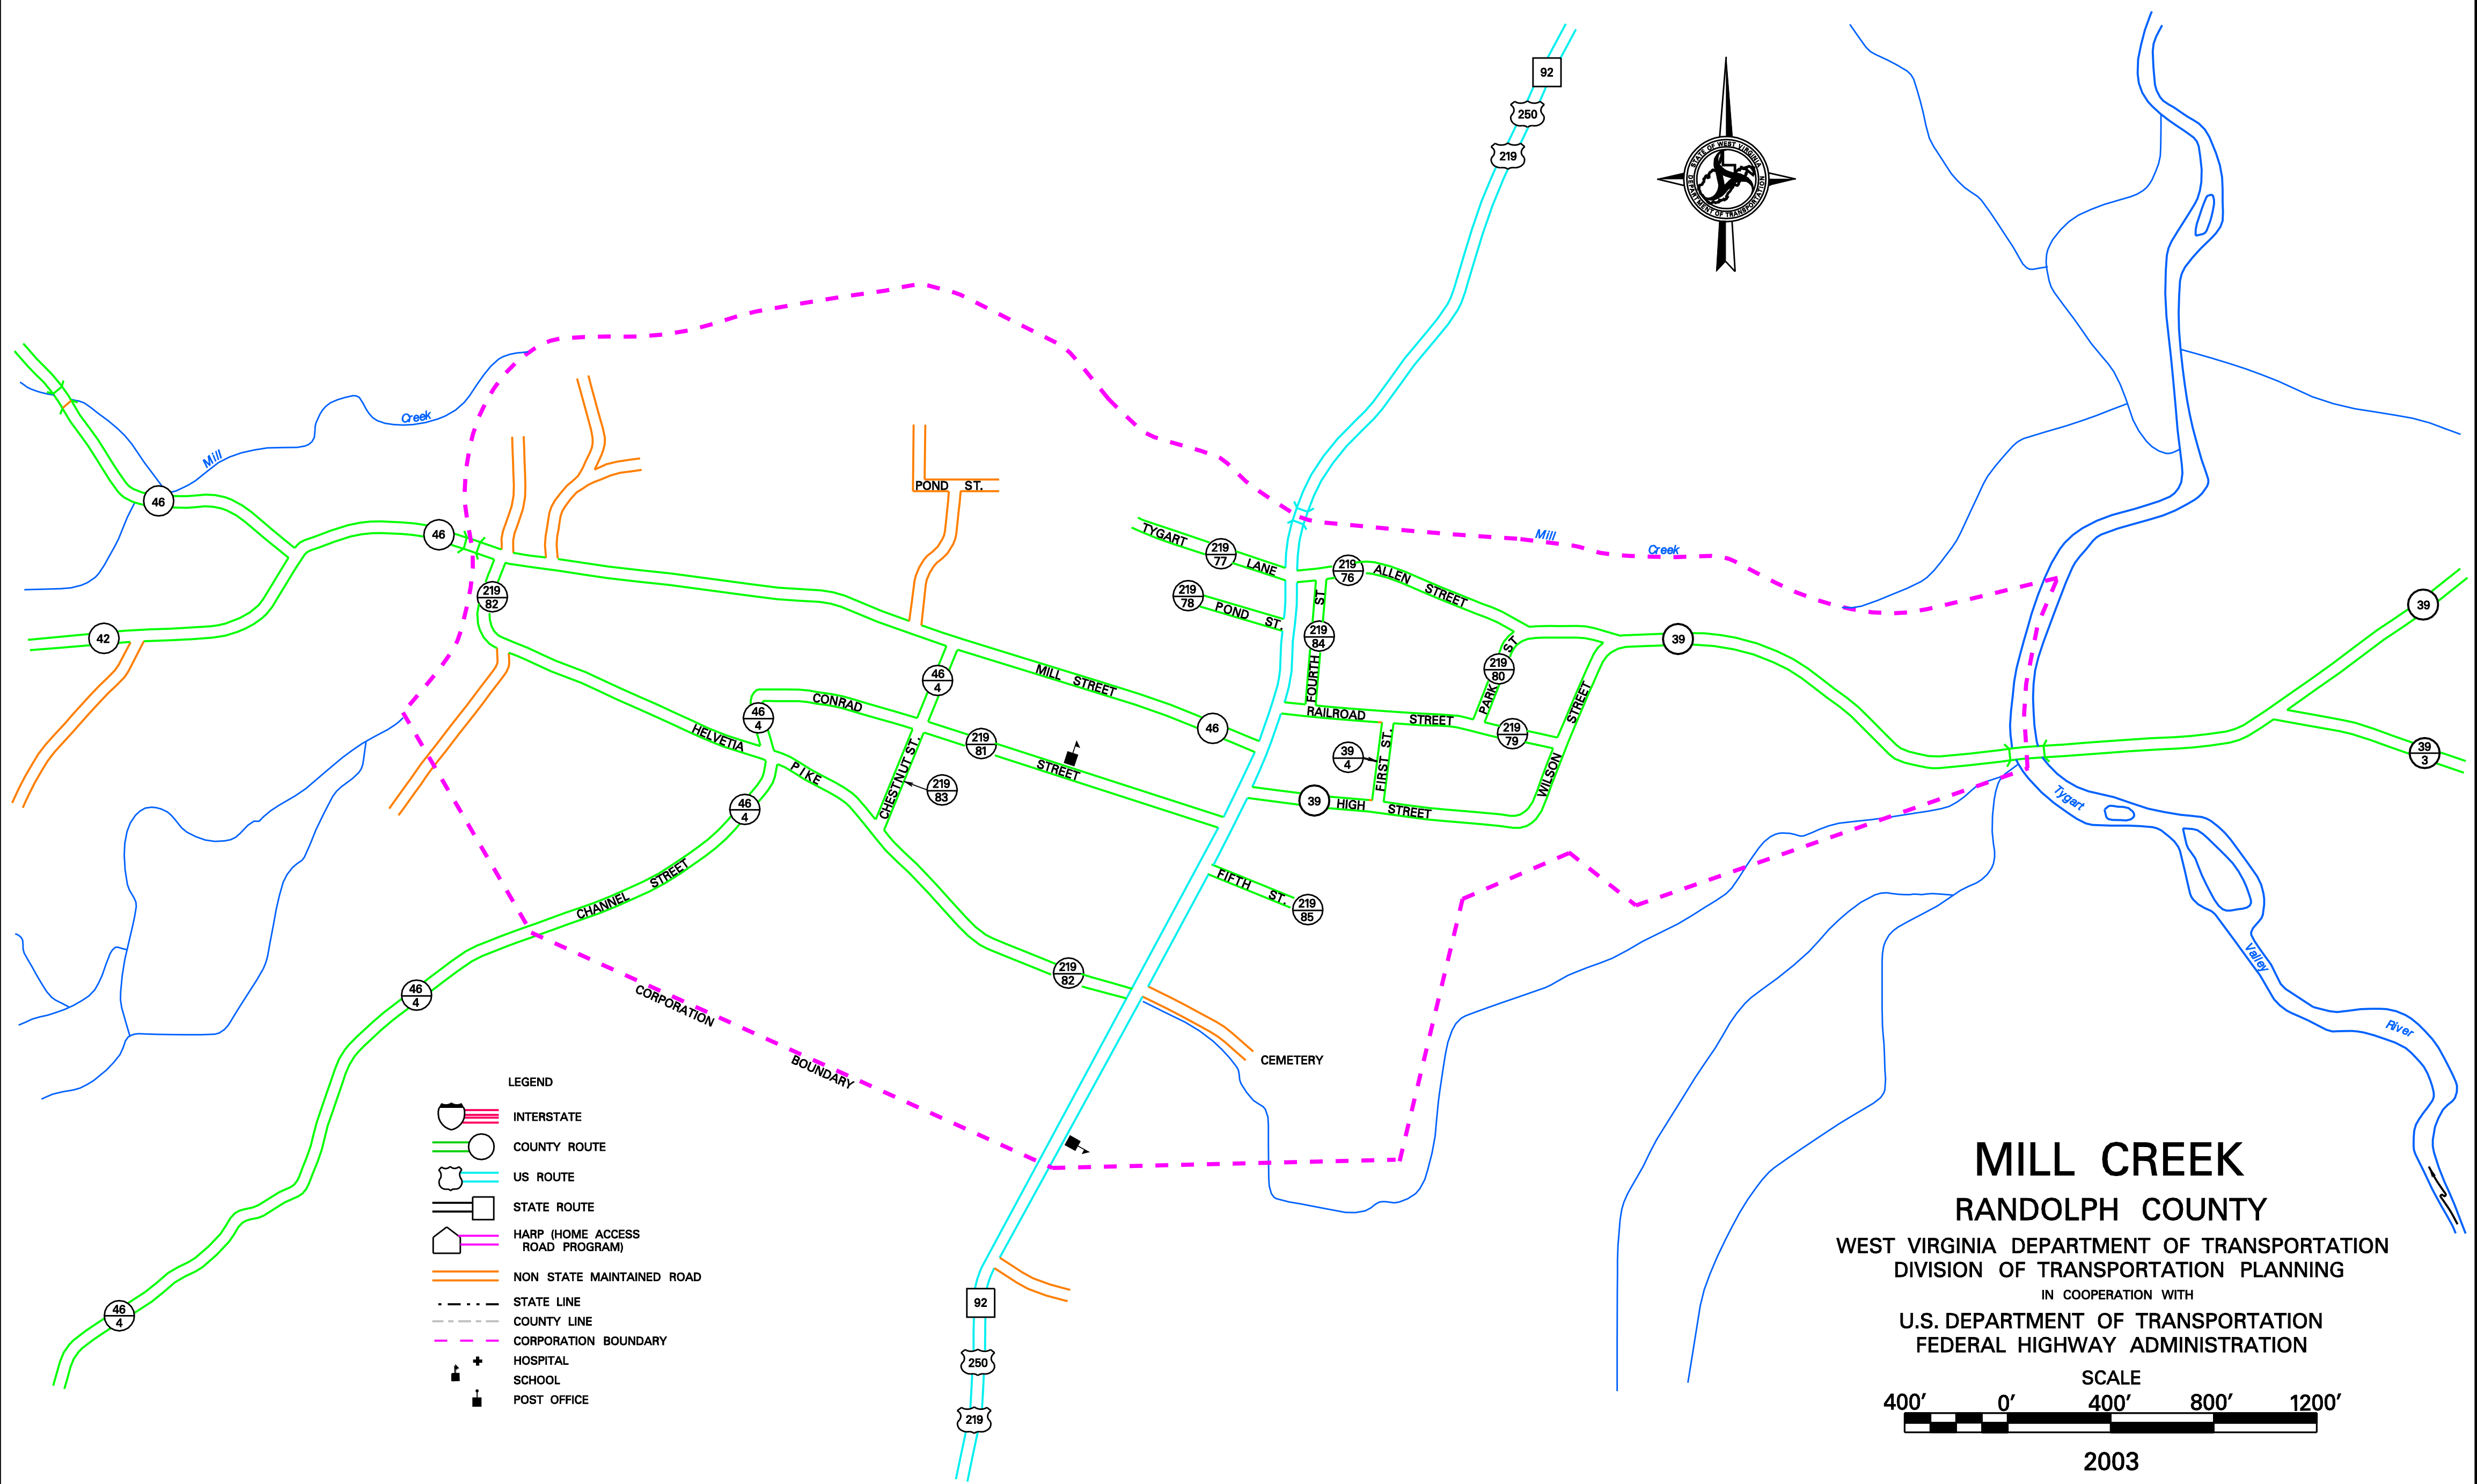 92
250
219
STATE OF WEST VIRGINIA
DEPARTMENT OF TRANSPORTATION
Creek
Mill
46
46
POND ST.
TYGART
219
77
LANE
219
76
ALLEN STREET
Mill
Creek
219
78
POND ST.
ST
219
84
FOURTH
39
39
219
82
42
46
4
MILL STREET
219
80
PARK ST
CONRAD
46
4
46
RAILROAD STREET
219
79
STREET
WILSON
HELVETIA
PIKE
219
81
STREET
39
4
FIRST ST.
39
3
CHESTNUT ST.
219
83
39
HIGH STREET
46
4
Tygart
CHANNEL STREET
FIFTH ST.
219
85
Valley
219
82
46
4
CORPORATION
BOUNDARY
River
CEMETERY
46
4
92
250
219
LEGEND
INTERSTATE
COUNTY ROUTE
US ROUTE
STATE ROUTE
HARP (HOME ACCESS
ROAD PROGRAM)
NON STATE MAINTAINED ROAD
STATE LINE
COUNTY LINE
CORPORATION BOUNDARY
HOSPITAL
SCHOOL
POST OFFICE
MILL CREEK
RANDOLPH COUNTY
WEST VIRGINIA DEPARTMENT OF TRANSPORTATION
DIVISION OF TRANSPORTATION PLANNING
IN COOPERATION WITH
U.S. DEPARTMENT OF TRANSPORTATION
FEDERAL HIGHWAY ADMINISTRATION
SCALE
400' 0' 400' 800' 1200'
2003